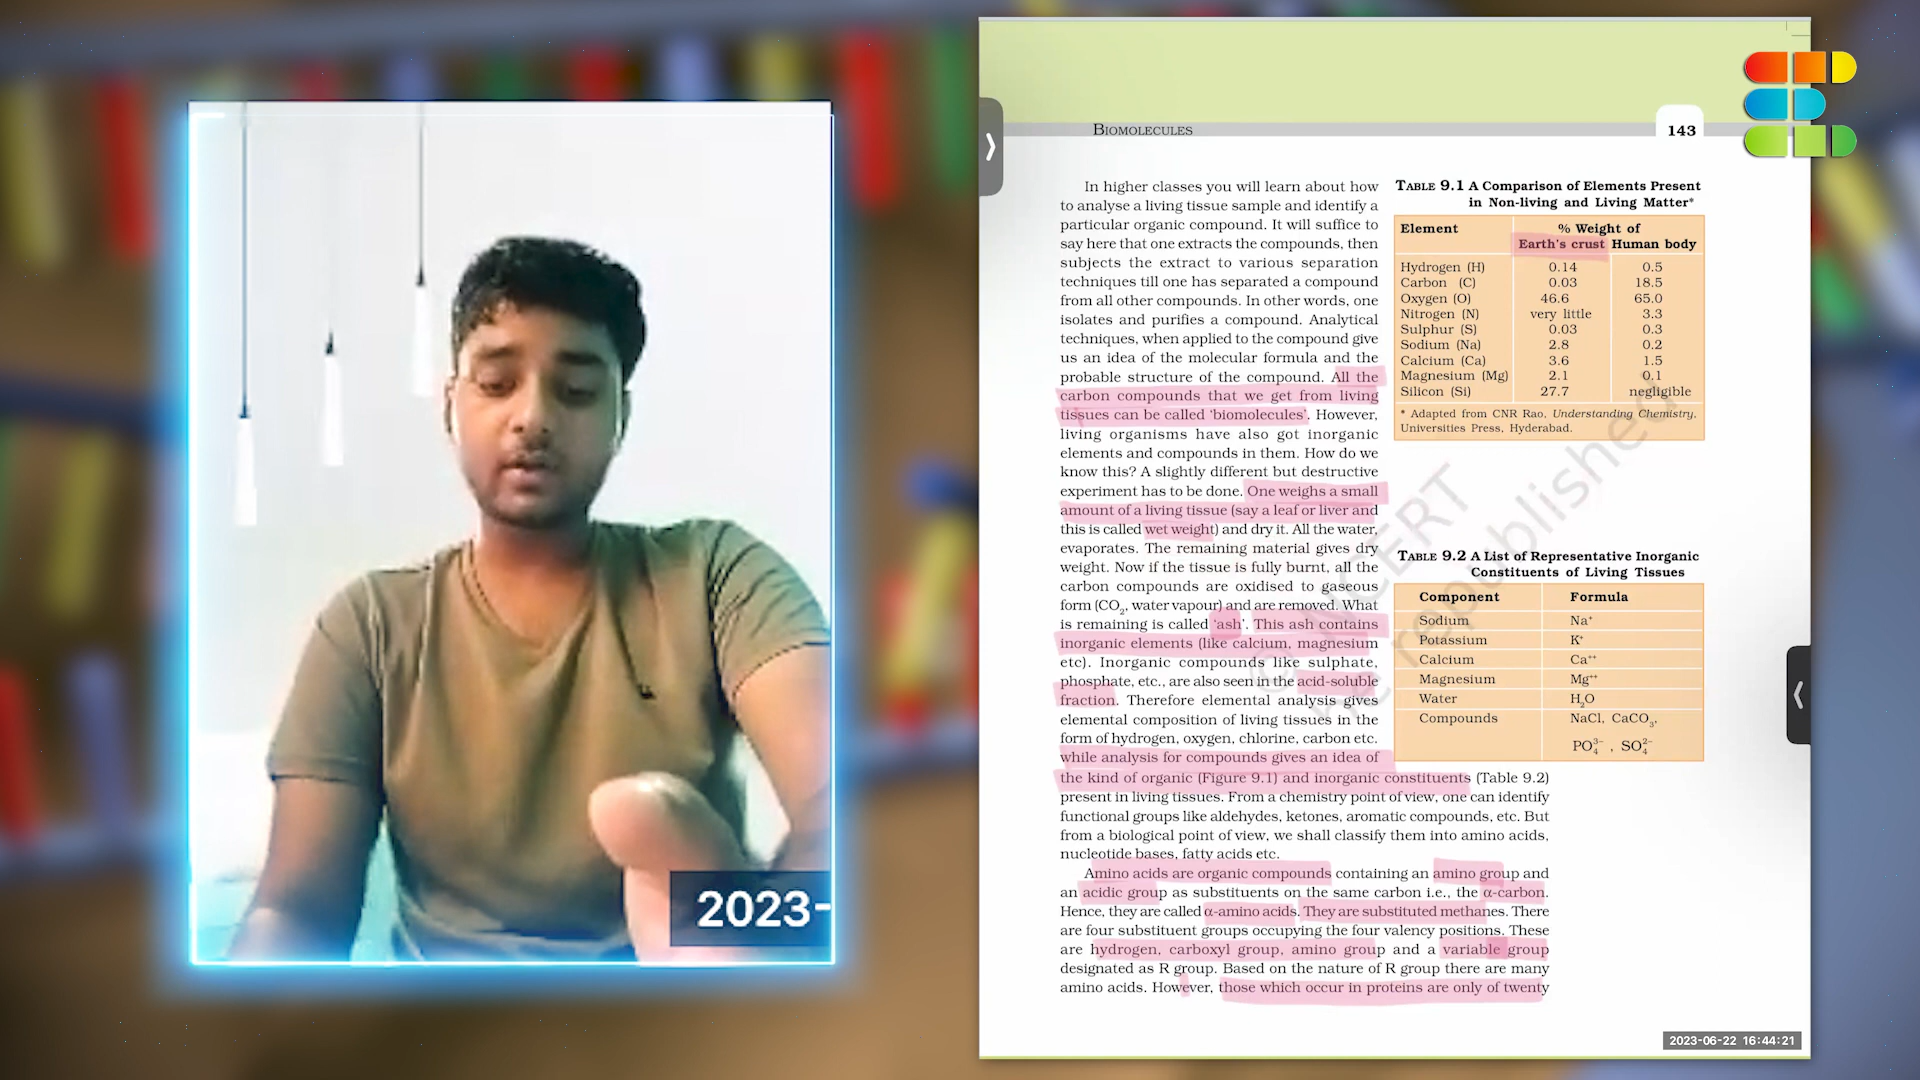 BIOMOLECULES
143
In higher classes you will learn about how
to analyse a living tissue sample and identify a
particular organic compound. It will suffice to
say here that one extracts the compounds, then
subjects the extract to various separation
techniques till one has separated a compound
from all other compounds. In other words, one
isolates and purifies a compound. Analytical
techniques, when applied to the compound give
us an idea of the molecular formula and the
probable structure of the compound. All the
carbon compounds that we get from living
tissues can be called ‘biomolecules’. However,
living organisms have also got inorganic
elements and compounds in them. How do we
know this? A slightly different but destructive
experiment has to be done. One weighs a small
amount of a living tissue (say a leaf or liver and
this is called wet weight) and dry it. All the water,
evaporates. The remaining material gives dry
weight. Now if the tissue is fully burnt, all the
carbon compounds are oxidised to gaseous
form (CO₂, water vapour) and are removed. What
is remaining is called ‘ash’. This ash contains
inorganic elements (like calcium, magnesium
etc). Inorganic compounds like sulphate,
phosphate, etc., are also seen in the acid-soluble
fraction. Therefore elemental analysis gives
elemental composition of living tissues in the
form of hydrogen, oxygen, chlorine, carbon etc.
while analysis for compounds gives an idea of
the kind of organic (Figure 9.1) and inorganic constituents (Table 9.2)
present in living tissues. From a chemistry point of view, one can identify
functional groups like aldehydes, ketones, aromatic compounds, etc. But
from a biological point of view, we shall classify them into amino acids,
nucleotide bases, fatty acids etc.
Amino acids are organic compounds containing an amino group and
an acidic group as substituents on the same carbon i.e., the α-carbon.
Hence, they are called α-amino acids. They are substituted methanes. There
are four substituent groups occupying the four valency positions. These
are hydrogen, carboxyl group, amino group and a variable group
designated as R group. Based on the nature of R group there are many
amino acids. However, those which occur in proteins are only of twenty
TABLE 9.1 A Comparison of Elements Present
in Non-living and Living Matter*
Element % Weight of
Earth's crust Human body
Hydrogen (H) 0.14 0.5
Carbon (C) 0.03 18.5
Oxygen (O) 46.6 65.0
Nitrogen (N) very little 3.3
Sulphur (S) 0.03 0.3
Sodium (Na) 2.8 0.2
Calcium (Ca) 3.6 1.5
Magnesium (Mg) 2.1 0.1
Silicon (Si) 27.7 negligible
* Adapted from CNR Rao, Understanding Chemistry,
Universities Press, Hyderabad.
TABLE 9.2 A List of Representative Inorganic
Constituents of Living Tissues
Component Formula
Sodium Na⁺
Potassium K⁺
Calcium Ca⁺⁺
Magnesium Mg⁺⁺
Water H₂O
Compounds NaCl, CaCO₃,
PO₄³⁻, SO₄²⁻
© NCERT
republished
2023-
2023-06-22 16:44:21